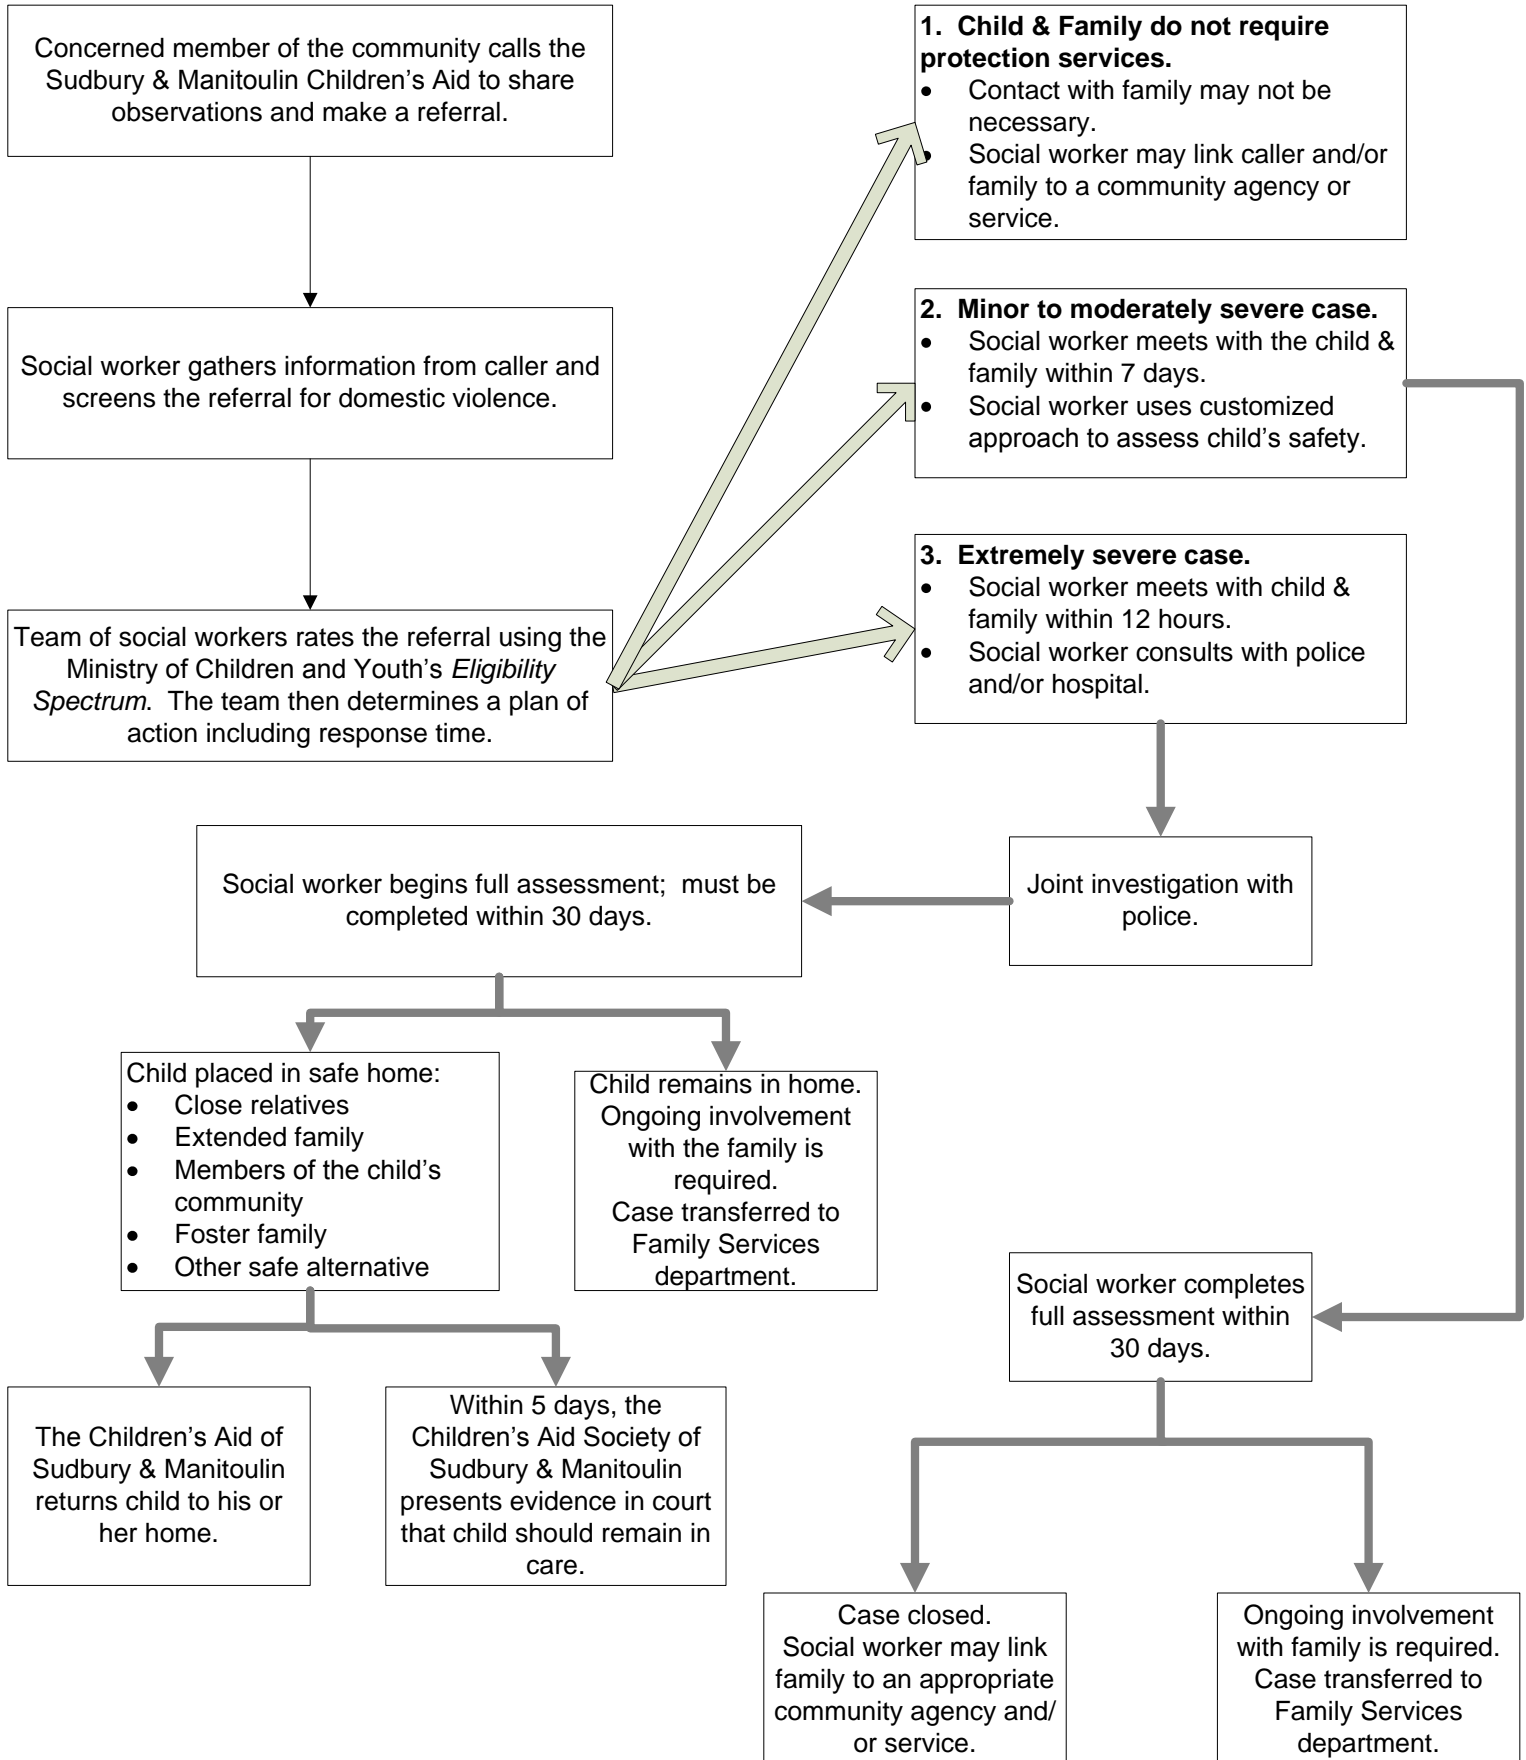 Concerned member of the community calls the
Sudbury & Manitoulin Children’s Aid to share
observations and make a referral.
Social worker gathers information from caller and
screens the referral for domestic violence.
Team of social workers rates the referral using the
Ministry of Children and Youth’s Eligibility
Spectrum. The team then determines a plan of
action including response time.
1. Child & Family do not require
protection services.
• Contact with family may not be
necessary.
• Social worker may link caller and/or
family to a community agency or
service.
2. Minor to moderately severe case.
• Social worker meets with the child &
family within 7 days.
• Social worker uses customized
approach to assess child’s safety.
3. Extremely severe case.
• Social worker meets with child &
family within 12 hours.
• Social worker consults with police
and/or hospital.
Joint investigation with
police.
Social worker begins full assessment; must be
completed within 30 days.
Child placed in safe home:
• Close relatives
• Extended family
• Members of the child’s
community
• Foster family
• Other safe alternative
Child remains in home.
Ongoing involvement
with the family is
required.
Case transferred to
Family Services
department.
The Children’s Aid of
Sudbury & Manitoulin
returns child to his or
her home.
Within 5 days, the
Children’s Aid Society of
Sudbury & Manitoulin
presents evidence in court
that child should remain in
care.
Social worker completes
full assessment within
30 days.
Case closed.
Social worker may link
family to an appropriate
community agency and/
or service.
Ongoing involvement
with family is required.
Case transferred to
Family Services
department.